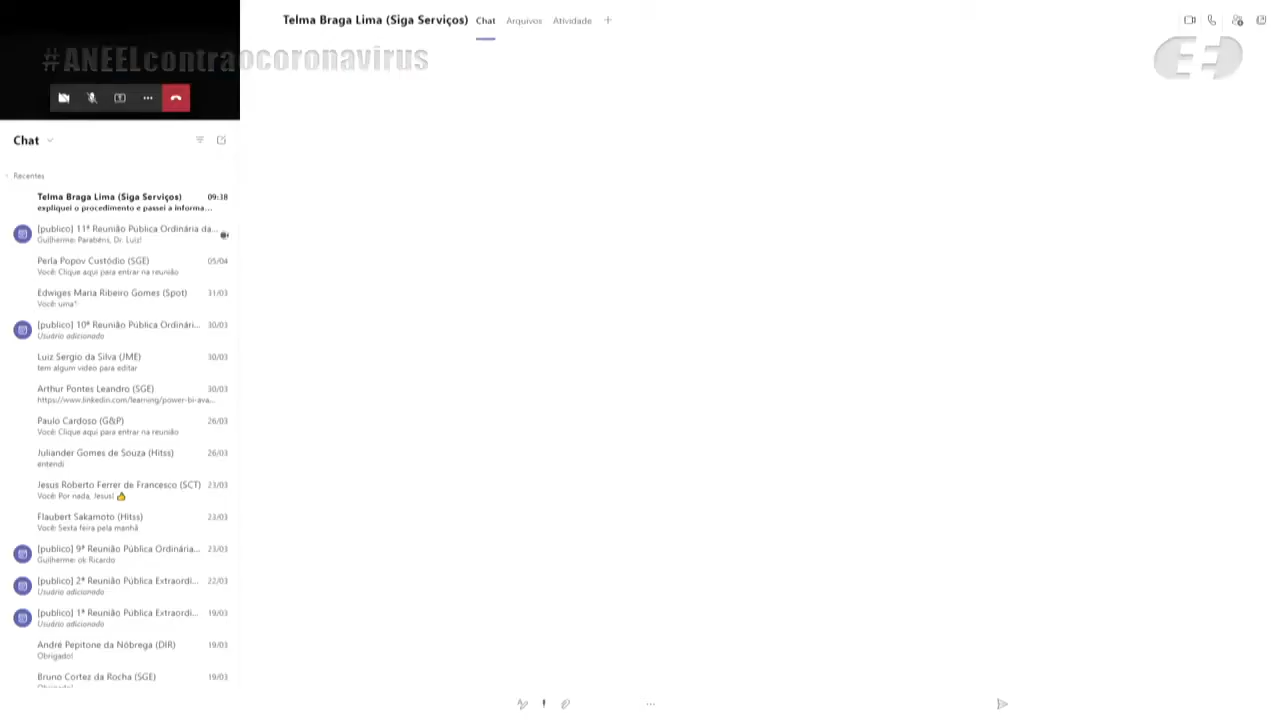 Telma Braga Lima (Siga Serviços) Chat Arquivos Atividade
#ANEELcontraocoronavirus
Chat
Recentes
Telma Braga Lima (Siga Serviços) 09:38
expliquei o procedimento e passei a informa...
[publico] 11ª Reunião Pública Ordinária da...
Guilherme: Parabéns, Dr. Luiz!
Perla Popov Custódio (SGE) 05/04
Você: Clique aqui para entrar na reunião
Edwiges Maria Ribeiro Gomes (Spot) 31/03
Você: uma*
[publico] 10ª Reunião Pública Ordinári... 30/03
Usuário adicionado
Luiz Sergio da Silva (JME) 30/03
tem algum video para editar
Arthur Pontes Leandro (SGE) 30/03
https://www.linkedin.com/learning/power-bi-ava...
Paulo Cardoso (G&P) 26/03
Você: Clique aqui para entrar na reunião
Juliander Gomes de Souza (Hitss) 26/03
entendi
Jesus Roberto Ferrer de Francesco (SCT) 23/03
Você: Por nada, Jesus! 👍
Flaubert Sakamoto (Hitss) 23/03
Você: Sexta feira pela manhã
[publico] 9ª Reunião Pública Ordinária... 23/03
Guilherme: ok Ricardo
[publico] 2ª Reunião Pública Extraordi... 22/03
Usuário adicionado
[publico] 1ª Reunião Pública Extraordi... 19/03
Usuário adicionado
André Pepitone da Nóbrega (DIR) 19/03
Obrigado!
Bruno Cortez da Rocha (SGE) 19/03